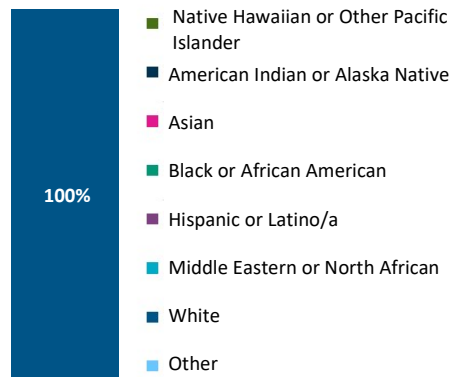 100%
Native Hawaiian or Other Pacific
Islander
American Indian or Alaska Native
Asian
Black or African American
Hispanic or Latino/a
Middle Eastern or North African
White
Other